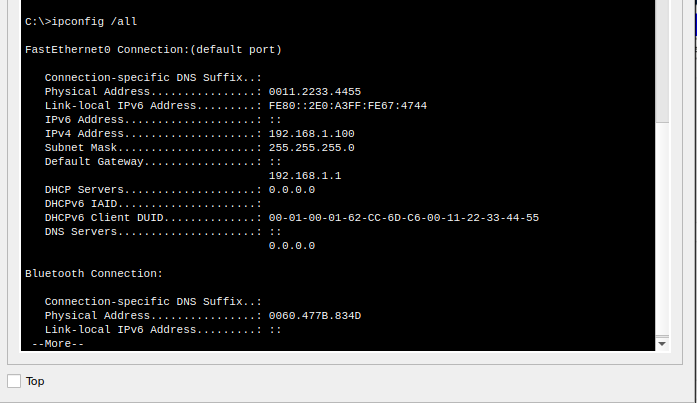 C:\>ipconfig /all
FastEthernet0 Connection:(default port)
Connection-specific DNS Suffix..:
Physical Address................: 0011.2233.4455
Link-local IPv6 Address.........: FE80::2E0:A3FF:FE67:4744
IPv6 Address....................: ::
IPv4 Address....................: 192.168.1.100
Subnet Mask.....................: 255.255.255.0
Default Gateway.................: ::
192.168.1.1
DHCP Servers....................: 0.0.0.0
DHCPv6 IAID.....................:
DHCPv6 Client DUID..............: 00-01-00-01-62-CC-6D-C6-00-11-22-33-44-55
DNS Servers.....................: ::
0.0.0.0
Bluetooth Connection:
Connection-specific DNS Suffix..:
Physical Address................: 0060.477B.834D
Link-local IPv6 Address.........: ::
--More--
Top